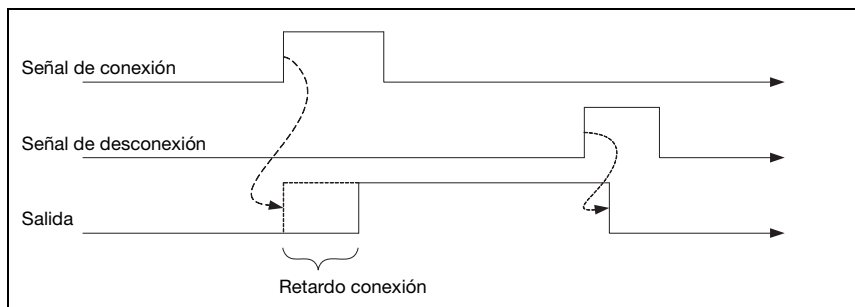 Señal de conexión
Señal de desconexión
Salida
Retardo conexión